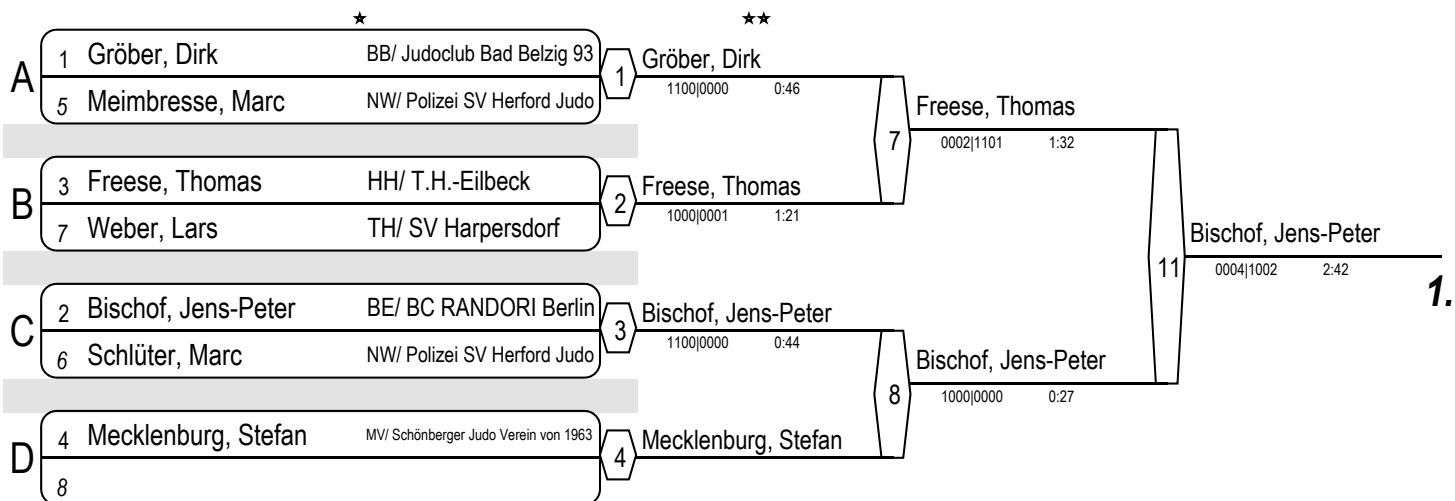 ★ ★★
A
1 Gröber, Dirk BB/ Judoclub Bad Belzig 93
5 Meimbresse, Marc NW/ Polizei SV Herford Judo
1
Gröber, Dirk
1100|0000 0:46
B
3 Freese, Thomas HH/ T.H.-Eilbeck
7 Weber, Lars TH/ SV Harpersdorf
2
Freese, Thomas
1000|0001 1:21
7
Freese, Thomas
0002|1101 1:32
C
2 Bischof, Jens-Peter BE/ BC RANDORI Berlin
6 Schlüter, Marc NW/ Polizei SV Herford Judo
3
Bischof, Jens-Peter
1100|0000 0:44
D
4 Mecklenburg, Stefan MV/ Schönberger Judo Verein von 1963
8
4
Mecklenburg, Stefan
8
Bischof, Jens-Peter
1000|0000 0:27
11
Bischof, Jens-Peter
0004|1002 2:42
1.